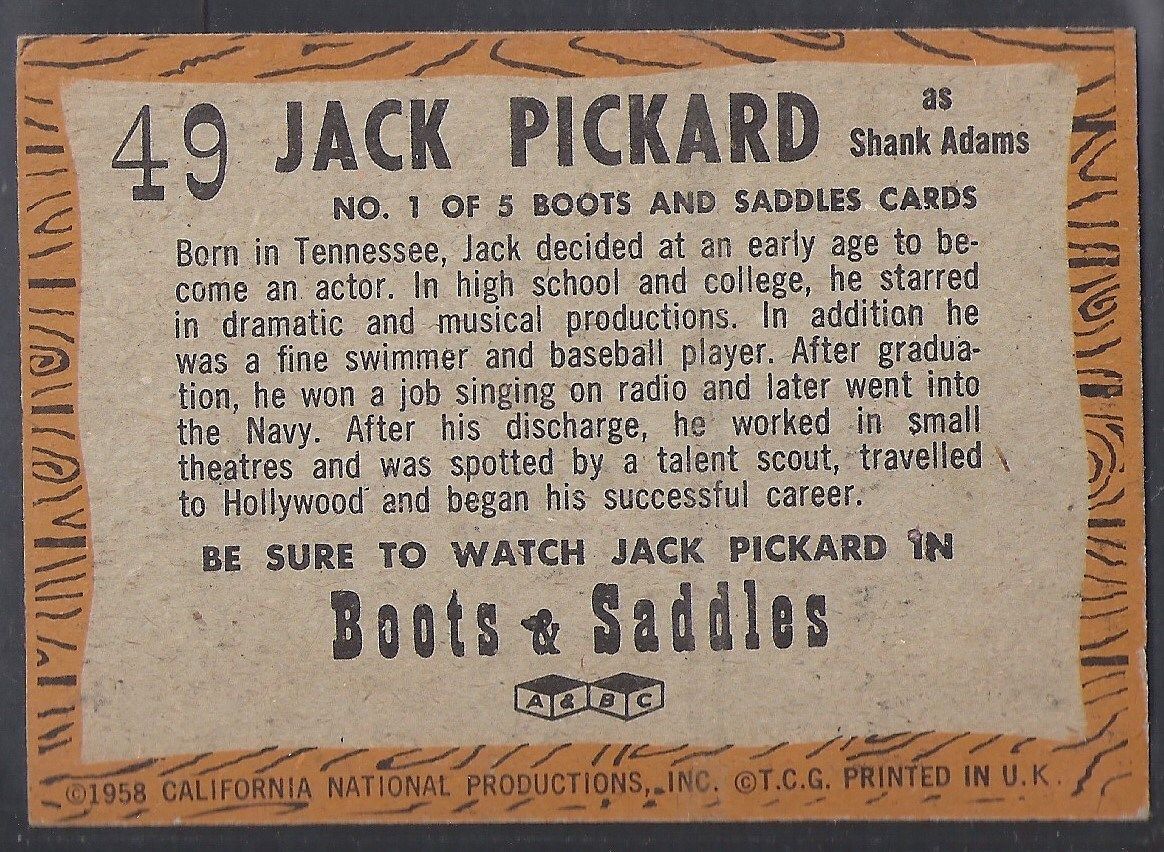 49 JACK PICKARD as
Shank Adams
NO. 1 OF 5 BOOTS AND SADDLES CARDS
Born in Tennessee, Jack decided at an early age to be-
come an actor. In high school and college, he starred
in dramatic and musical productions. In addition he
was a fine swimmer and baseball player. After gradua-
tion, he won a job singing on radio and later went into
the Navy. After his discharge, he worked in small
theatres and was spotted by a talent scout, travelled
to Hollywood and began his successful career.
BE SURE TO WATCH JACK PICKARD IN
Boots & Saddles
A & B C
©1958 CALIFORNIA NATIONAL PRODUCTIONS, INC. ©T.C.G. PRINTED IN U.K.